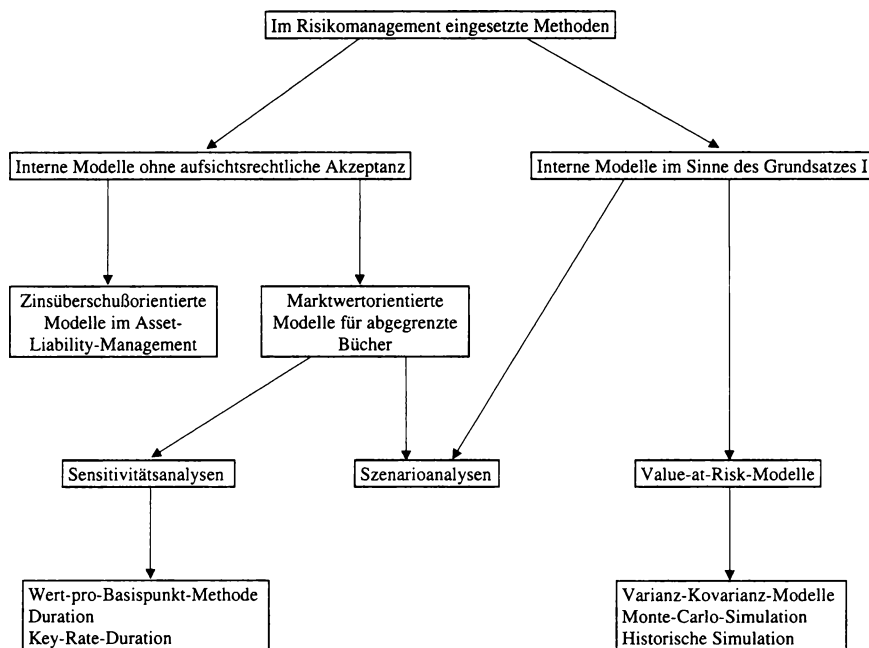 Im Risikomanagement eingesetzte Methoden
Interne Modelle ohne aufsichtsrechtliche Akzeptanz
Interne Modelle im Sinne des Grundsatzes I
Zinsüberschußorientierte
Modelle im Asset-
Liability-Management
Marktwertorientierte
Modelle für abgegrenzte
Bücher
Sensitivitätsanalysen
Szenarioanalysen
Value-at-Risk-Modelle
Wert-pro-Basispunkt-Methode
Duration
Key-Rate-Duration
Varianz-Kovarianz-Modelle
Monte-Carlo-Simulation
Historische Simulation